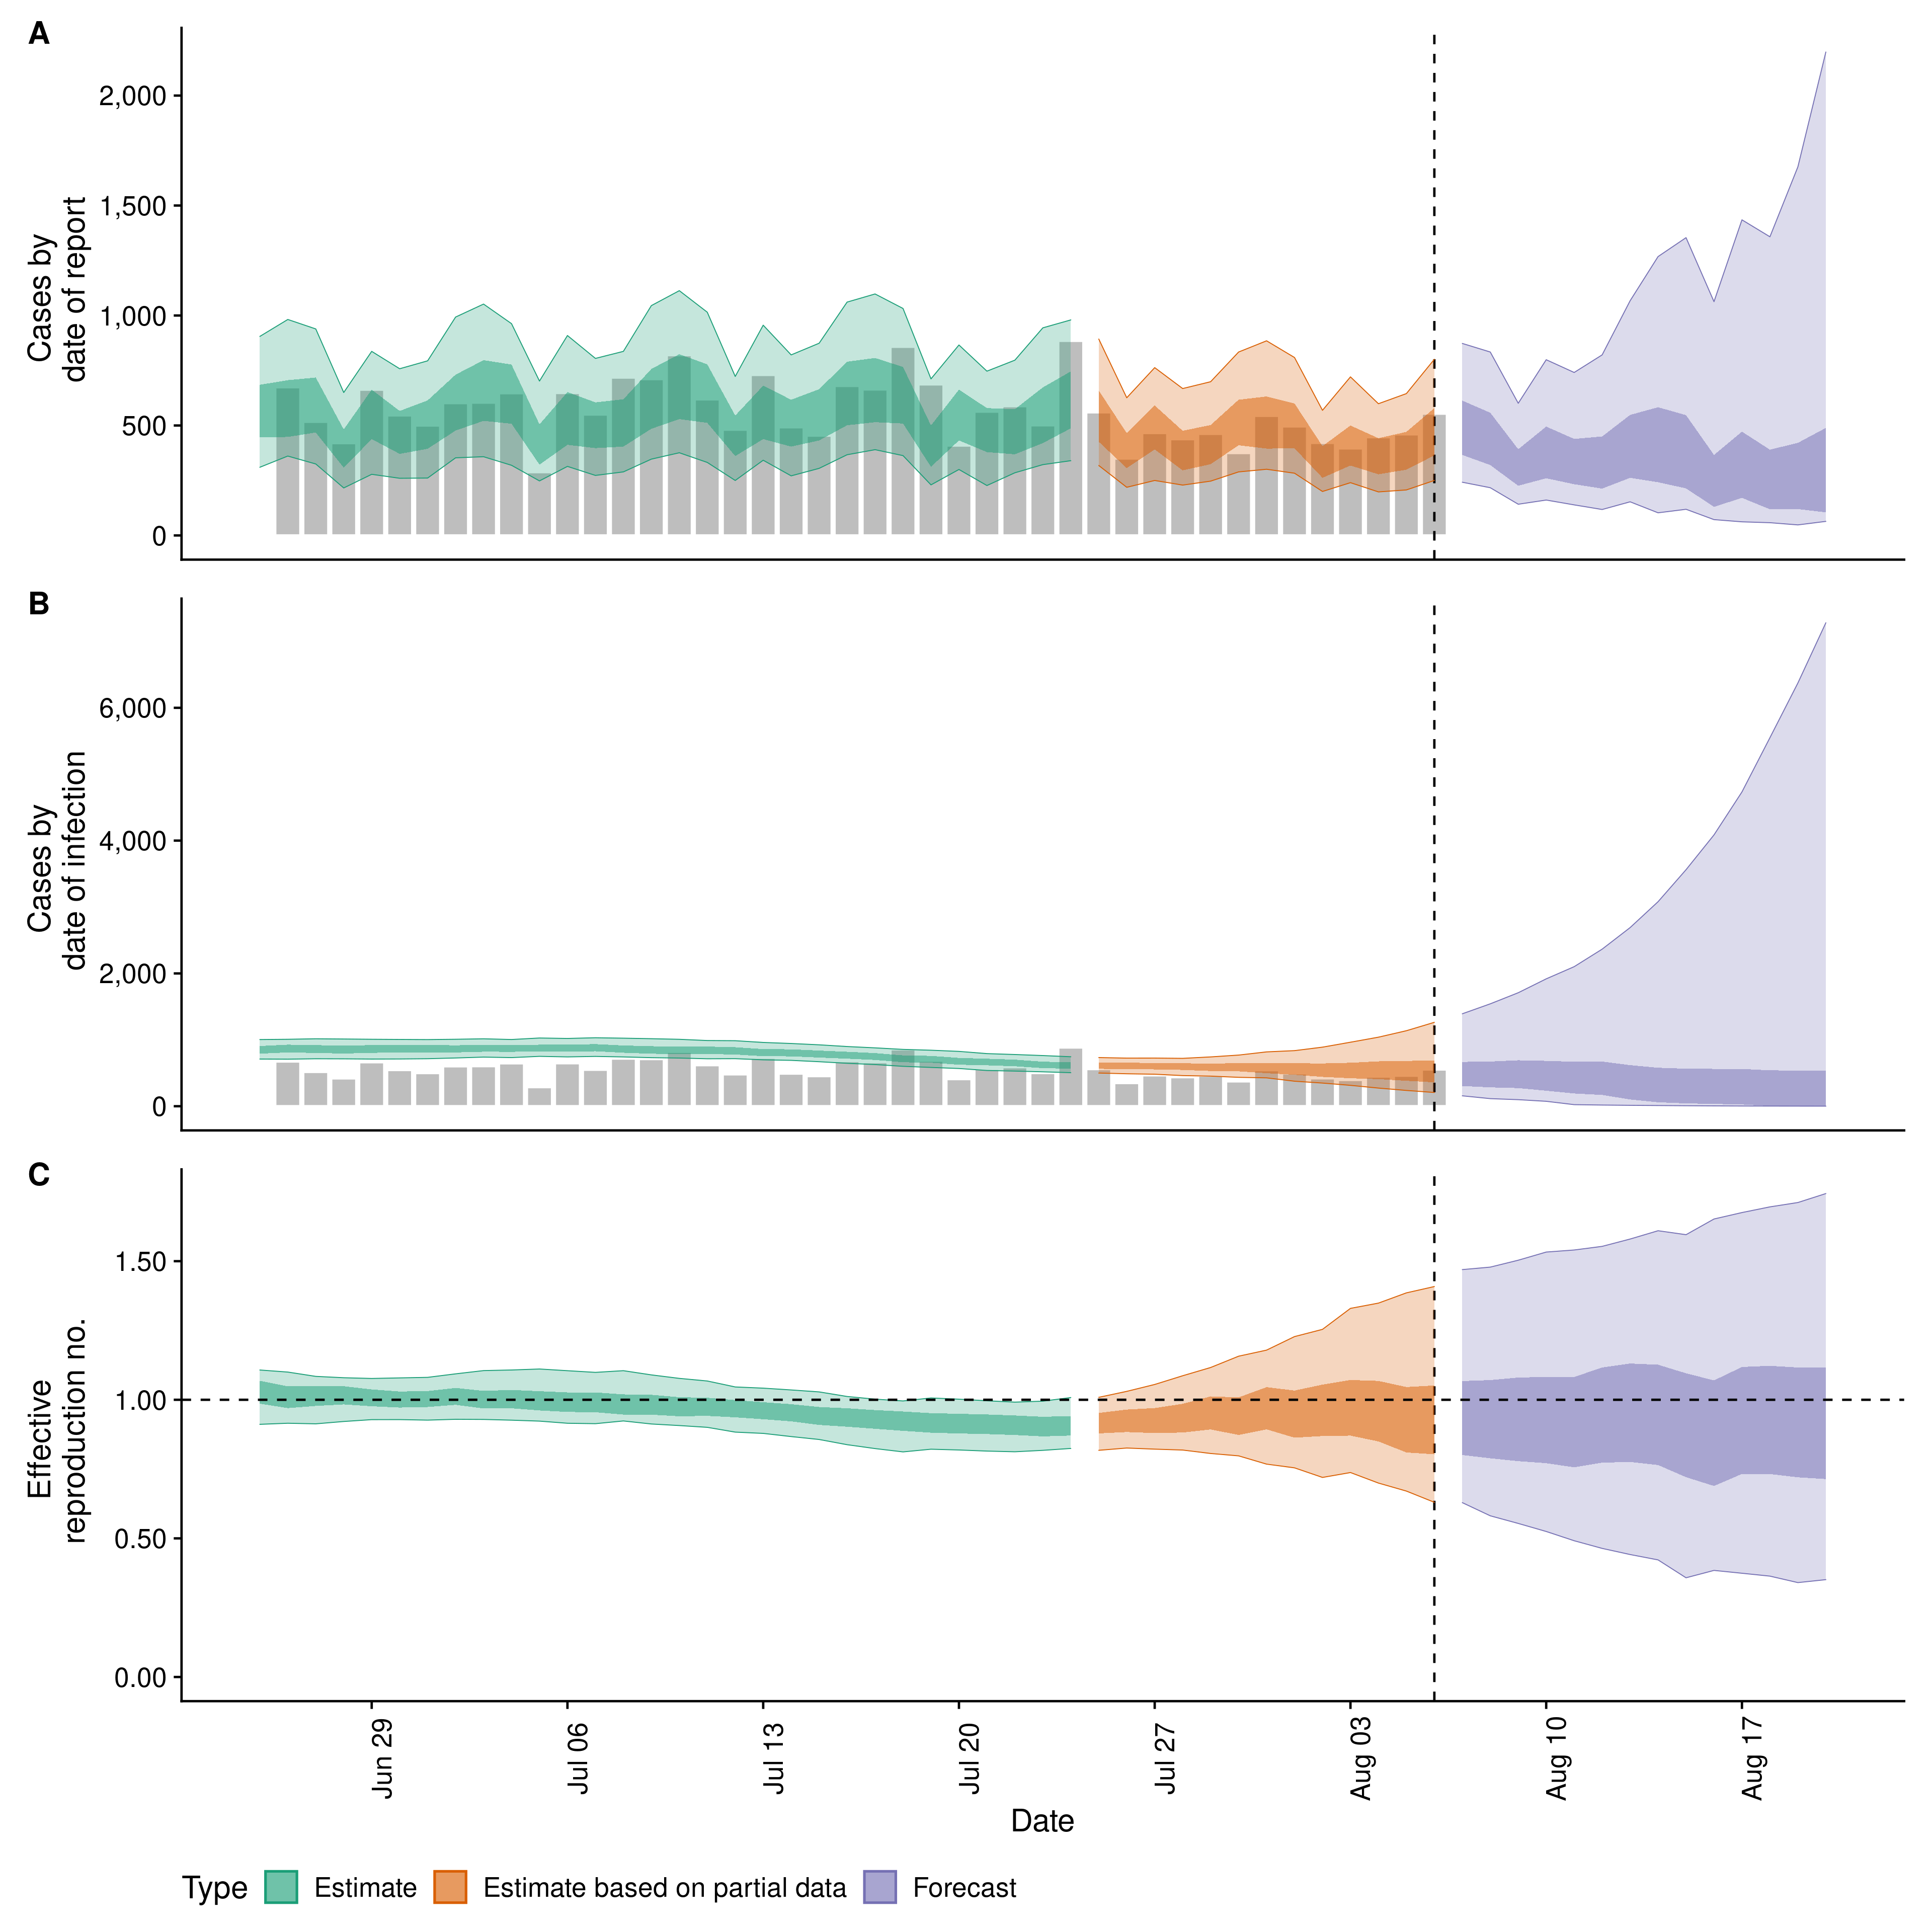 A
Cases by
date of report
2,000
1,500
1,000
500
0
B
Cases by
date of infection
6,000
4,000
2,000
0
C
Effective
reproduction no.
1.50
1.00
0.50
0.00
Jun 29
Jul 06
Jul 13
Jul 20
Jul 27
Aug 03
Aug 10
Aug 17
Date
Type Estimate Estimate based on partial data Forecast